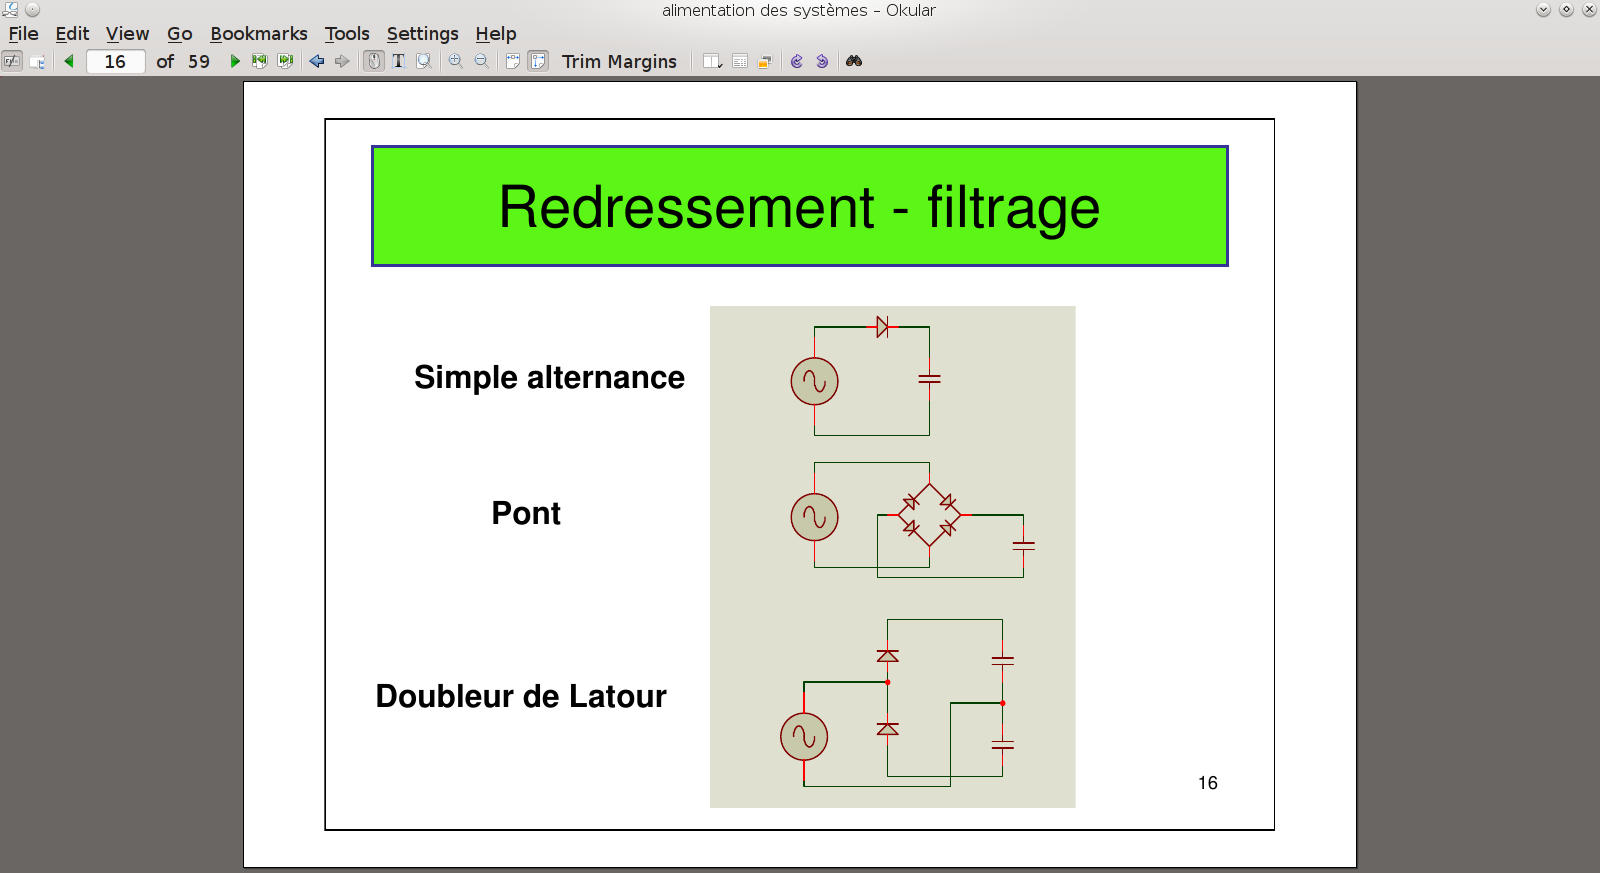 alimentation des systèmes – Okular
File Edit View Go Bookmarks Tools Settings Help
16 of 59 Trim Margins
Redressement - filtrage
Simple alternance
Pont
Doubleur de Latour
16